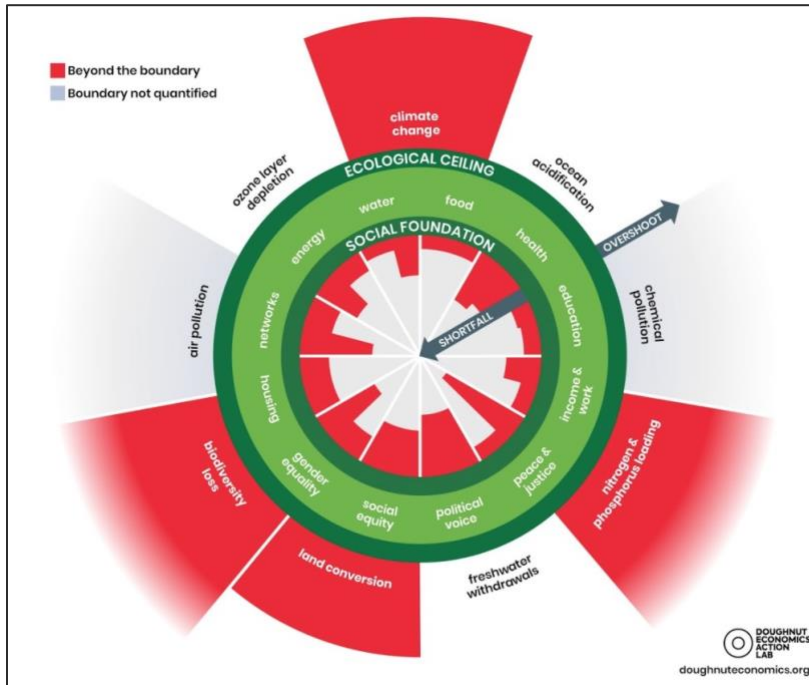 Beyond the boundary
Boundary not quantified
climate
change
ozone layer
depletion
ocean
acidification
ECOLOGICAL CEILING
OVERSHOOT
water
food
energy
health
SOCIAL FOUNDATION
SHORTFALL
air pollution
networks
education
chemical
pollution
housing
income &
work
biodiversity
loss
gender
equality
social
equity
political
voice
peace &
justice
nitrogen &
phosphorus loading
land conversion
freshwater
withdrawals
DOUGHNUT
ECONOMICS
ACTION
LAB
doughnuteconomics.org